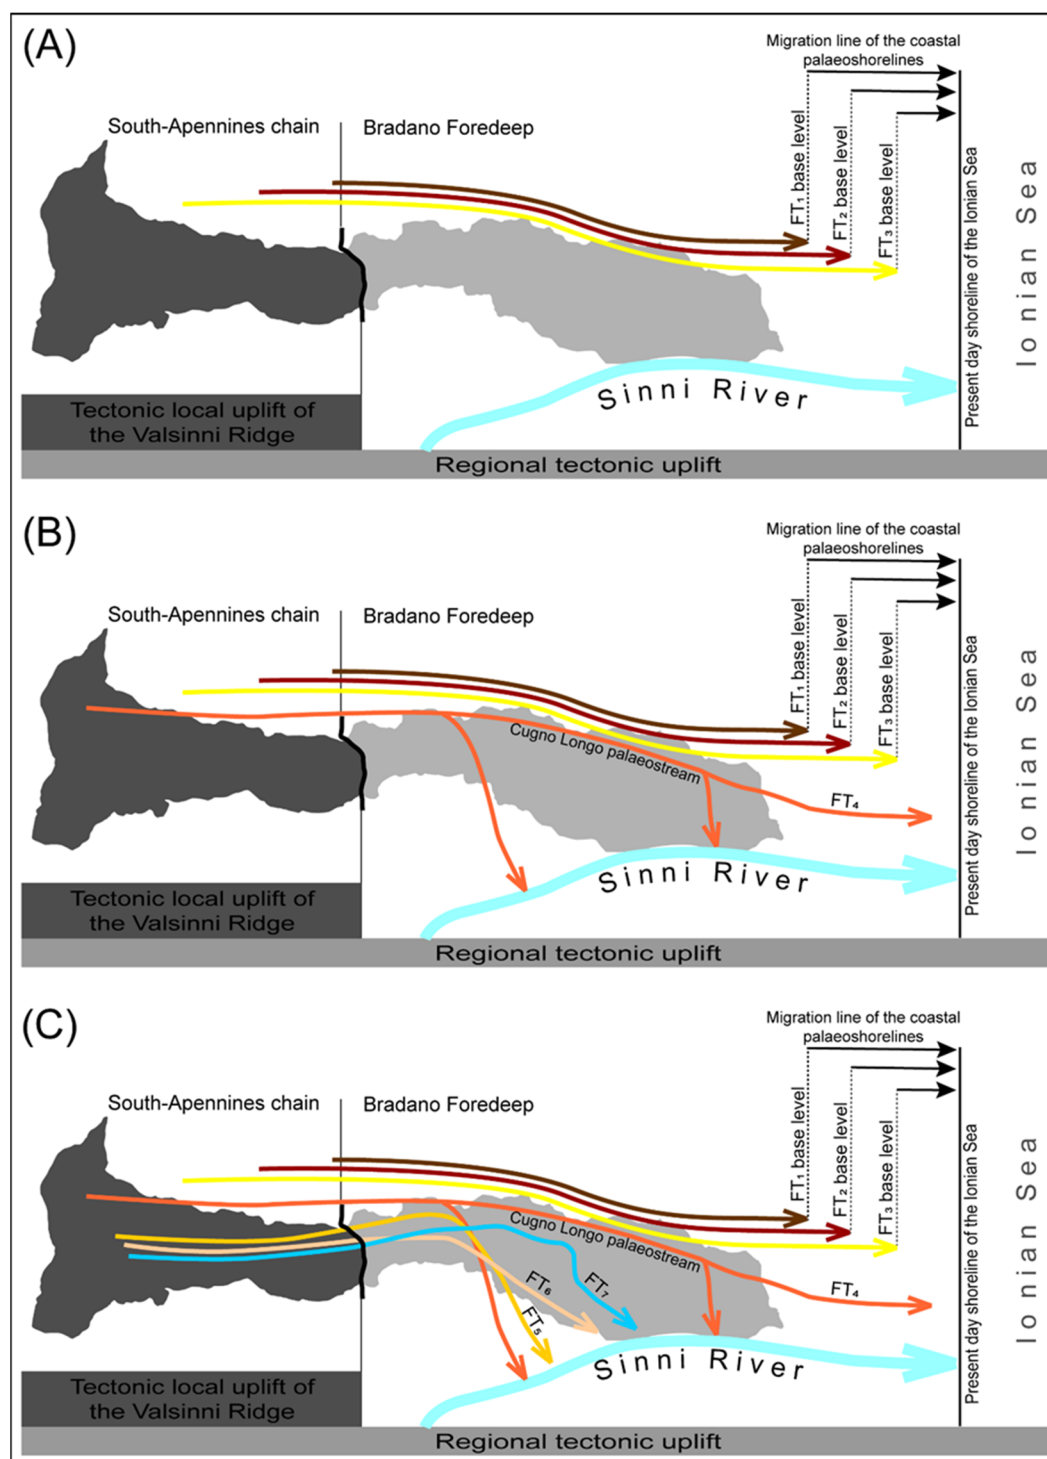 (A)
Migration line of the coastal
palaeoshorelines
South-Apennines chain
Bradano Foredeep
FT₁ base level
FT₂ base level
FT₃ base level
Present day shoreline of the Ionian Sea
Ionian Sea
Sinni River
Tectonic local uplift of
the Valsinni Ridge
Regional tectonic uplift
(B)
Migration line of the coastal
palaeoshorelines
South-Apennines chain
Bradano Foredeep
FT₁ base level
FT₂ base level
FT₃ base level
Present day shoreline of the Ionian Sea
Ionian Sea
Cugno Longo palaeostream
FT₄
Sinni River
Tectonic local uplift of
the Valsinni Ridge
Regional tectonic uplift
(C)
Migration line of the coastal
palaeoshorelines
South-Apennines chain
Bradano Foredeep
FT₁ base level
FT₂ base level
FT₃ base level
Present day shoreline of the Ionian Sea
Ionian Sea
Cugno Longo palaeostream
FT₄
FT₇
FT₆
FT₅
Sinni River
Tectonic local uplift of
the Valsinni Ridge
Regional tectonic uplift